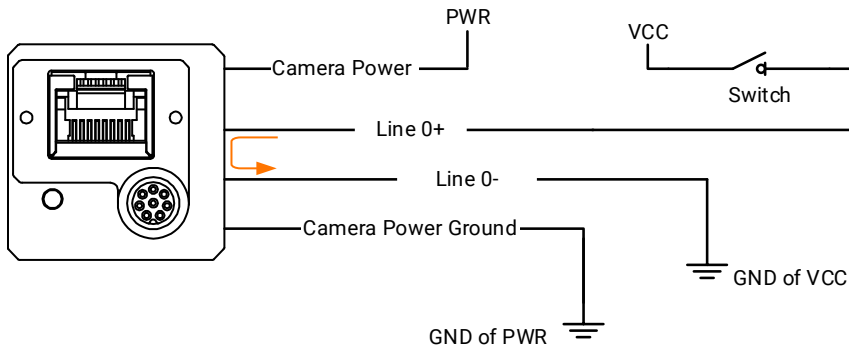 PWR
VCC
Camera Power
Switch
Line 0+
Line 0-
Camera Power Ground
GND of VCC
GND of PWR